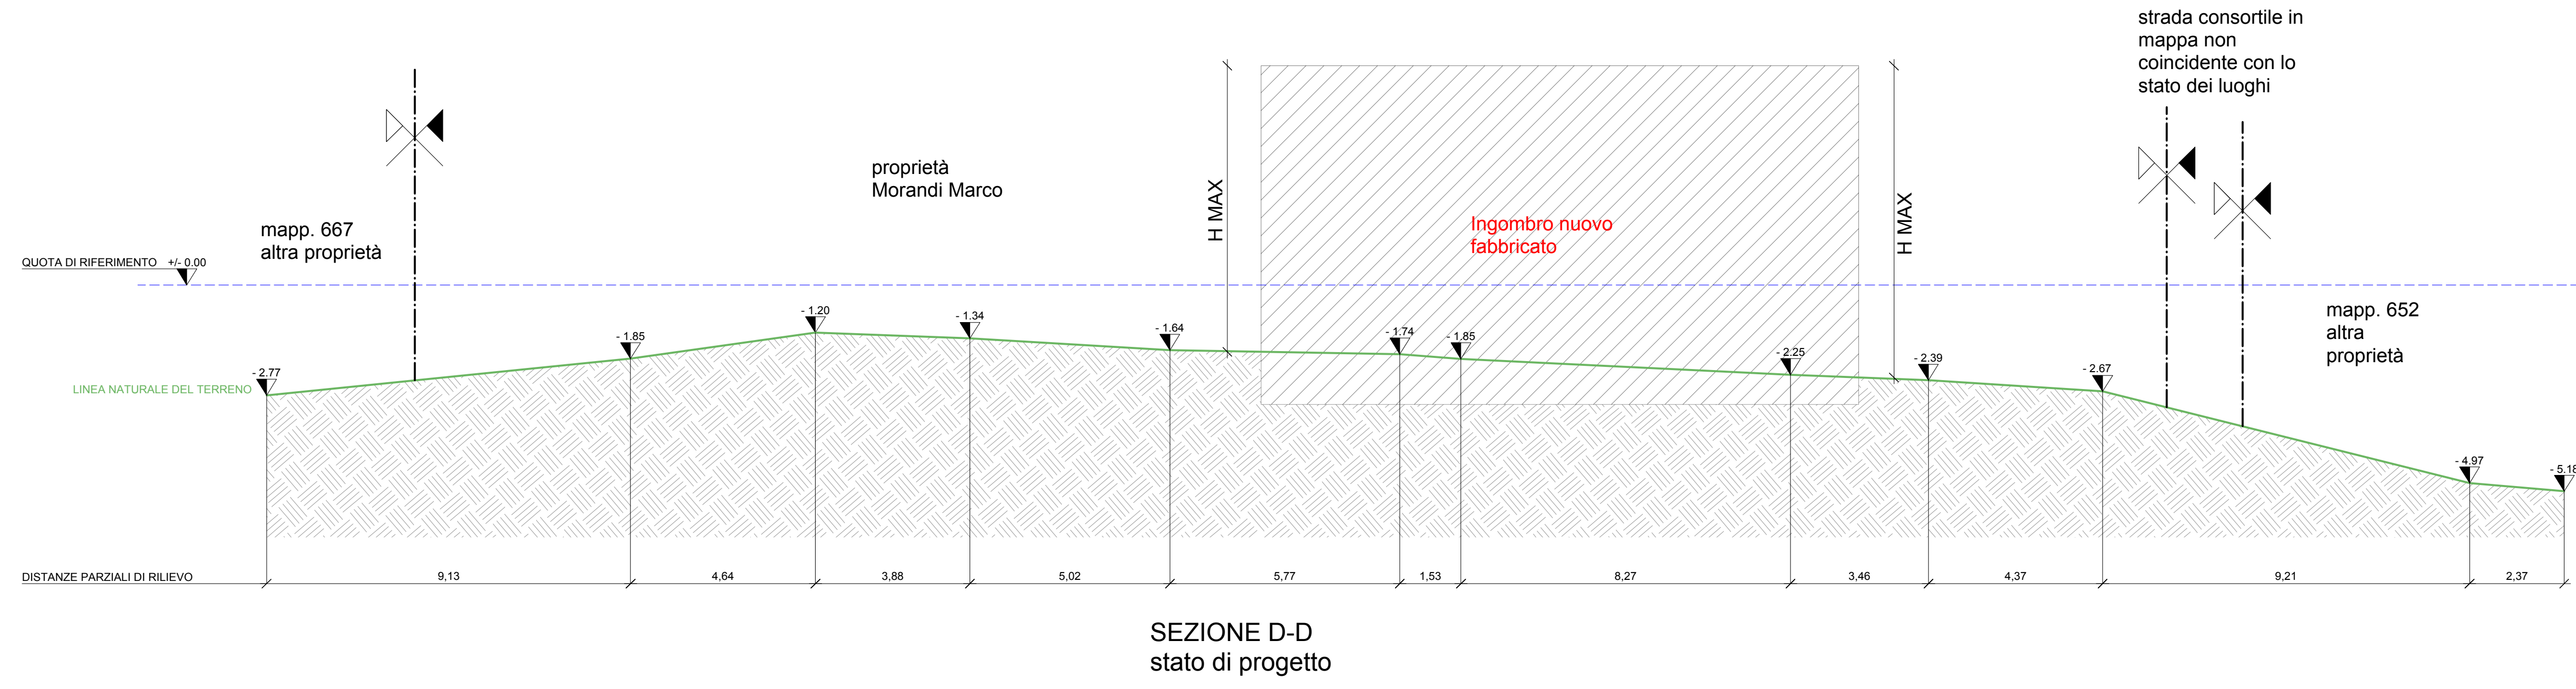 strada consortile in
mappa non
coincidente con lo
stato dei luoghi
proprietà
Morandi Marco
H MAX
H MAX
mapp. 667
altra proprietà
Ingombro nuovo
fabbricato
QUOTA DI RIFERIMENTO +/- 0.00
mapp. 652
altra
proprietà
- 2.77
- 1.85
- 1.20
- 1.34
- 1.64
- 1.74
- 1.85
- 2.25
- 2.39
- 2.67
- 4.97
- 5.18
LINEA NATURALE DEL TERRENO
DISTANZE PARZIALI DI RILIEVO
9,13
4,64
3,88
5,02
5,77
1,53
8,27
3,46
4,37
9,21
2,37
SEZIONE D-D
stato di progetto